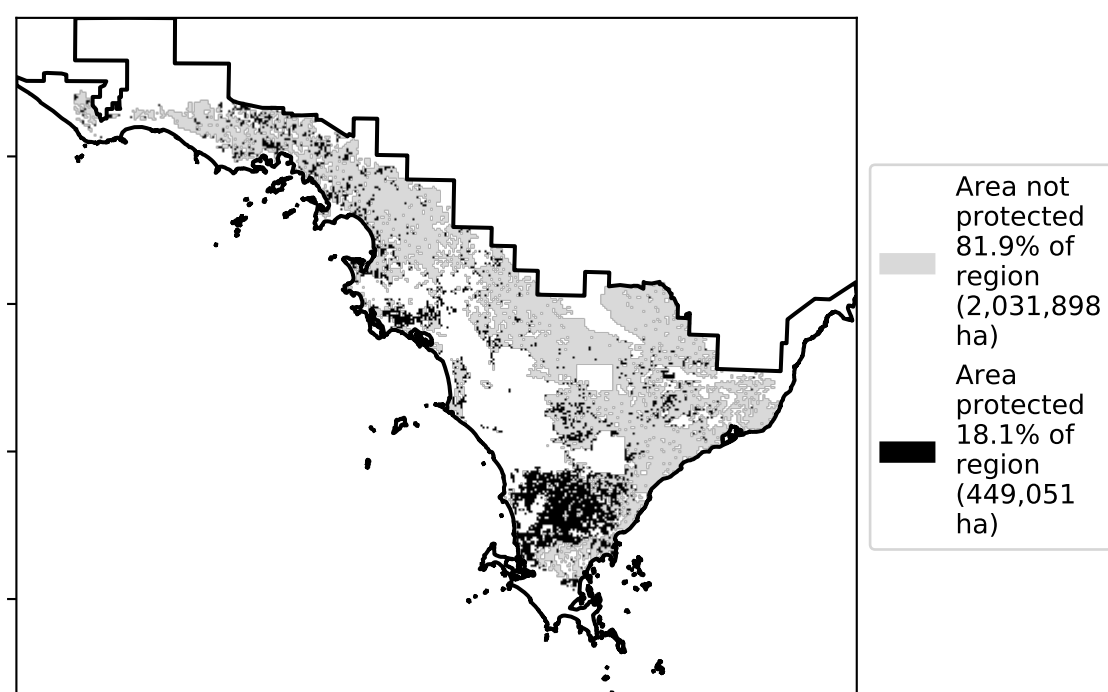 Area not
protected
81.9% of
region
(2,031,898
ha)
Area
protected
18.1% of
region
(449,051
ha)